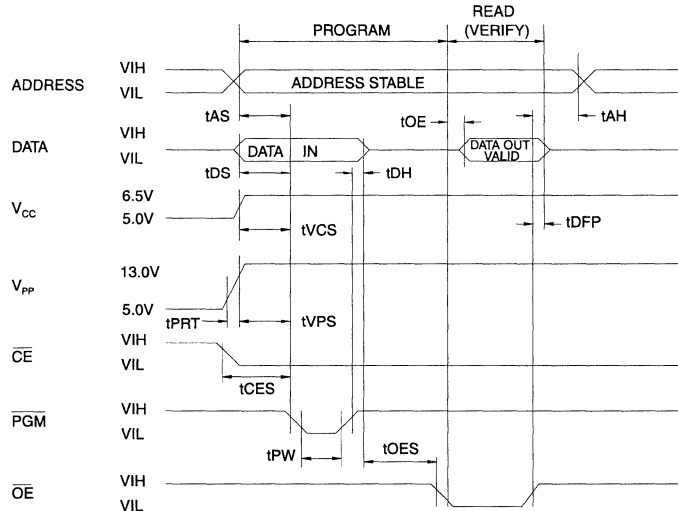 READ
PROGRAM (VERIFY)
ADDRESS VIH
VIL
ADDRESS STABLE
tAS tOE tAH
DATA VIH
VIL
DATA IN
DATA OUT
VALID
tDS tDH
VCC 6.5V
5.0V
tVCS tDFP
VPP 13.0V
5.0V
tPRT tVPS
CE VIH
VIL
tCES
PGM VIH
VIL
tPW tOES
OE VIH
VIL